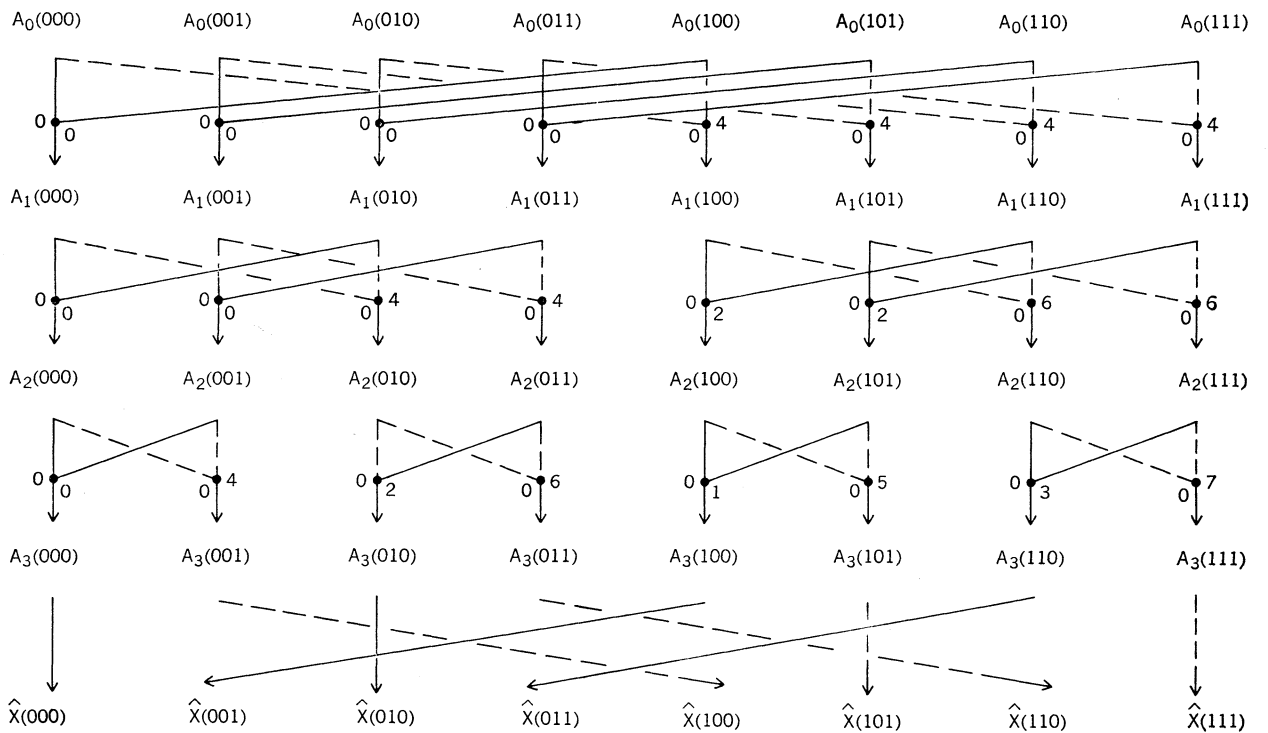 A₀(000) A₀(001) A₀(010) A₀(011) A₀(100) A₀(101) A₀(110) A₀(111)
0 0 0 0 0 0 0 0 0 4 0 4 0 4 0 4
A₁(000) A₁(001) A₁(010) A₁(011) A₁(100) A₁(101) A₁(110) A₁(111)
0 0 0 0 0 4 0 4 0 2 0 2 0 6 0 6
A₂(000) A₂(001) A₂(010) A₂(011) A₂(100) A₂(101) A₂(110) A₂(111)
0 0 0 4 0 2 0 6 0 1 0 5 0 3 0 7
A₃(000) A₃(001) A₃(010) A₃(011) A₃(100) A₃(101) A₃(110) A₃(111)
X̂(000) X̂(001) X̂(010) X̂(011) X̂(100) X̂(101) X̂(110) X̂(111)